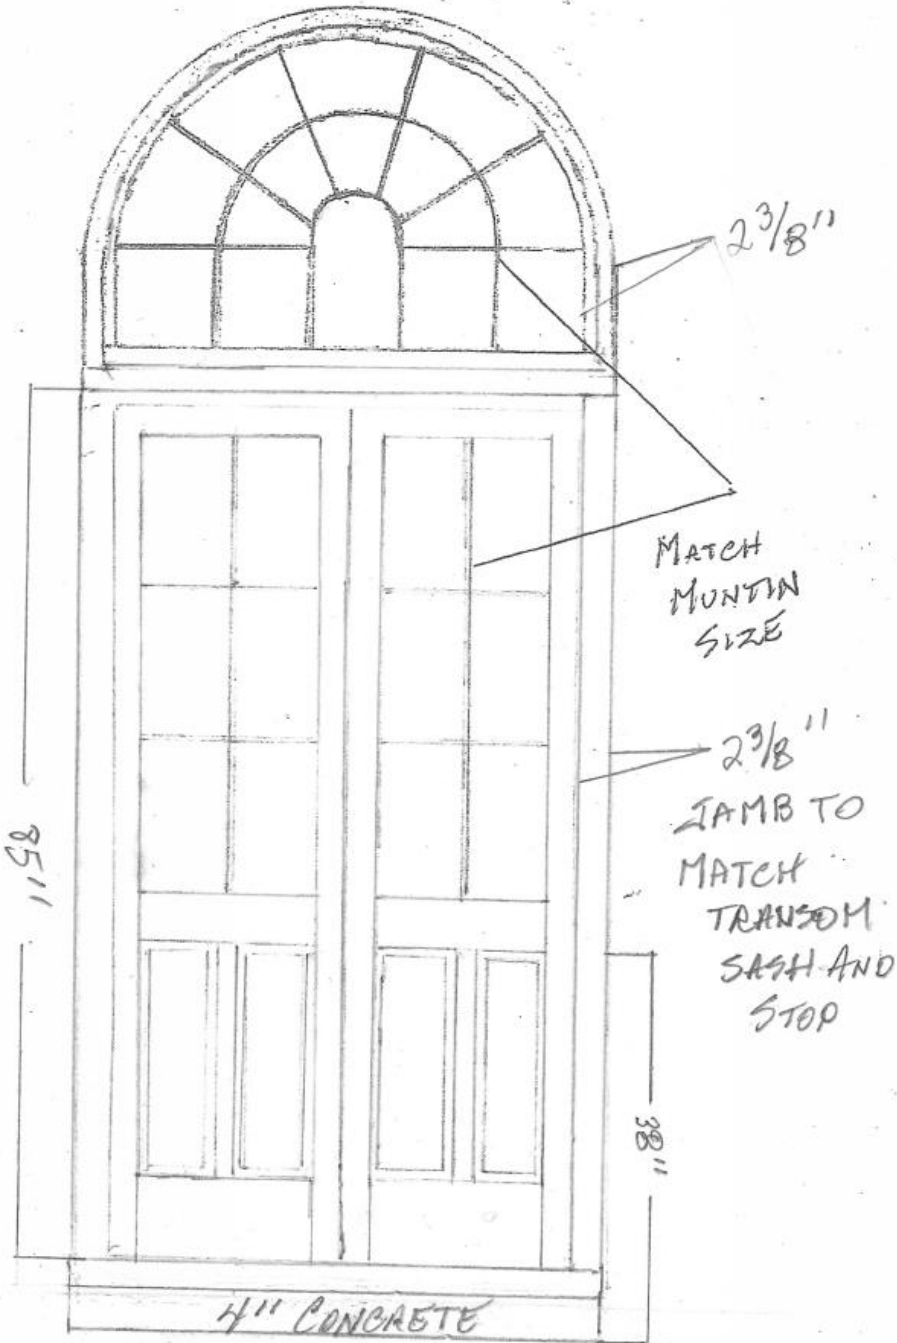 2 3/8"
MATCH
MUNTIN
SIZE
2 3/8"
JAMB TO
MATCH
TRANSOM
SASH AND
STOP
85"
38"
4" CONCRETE